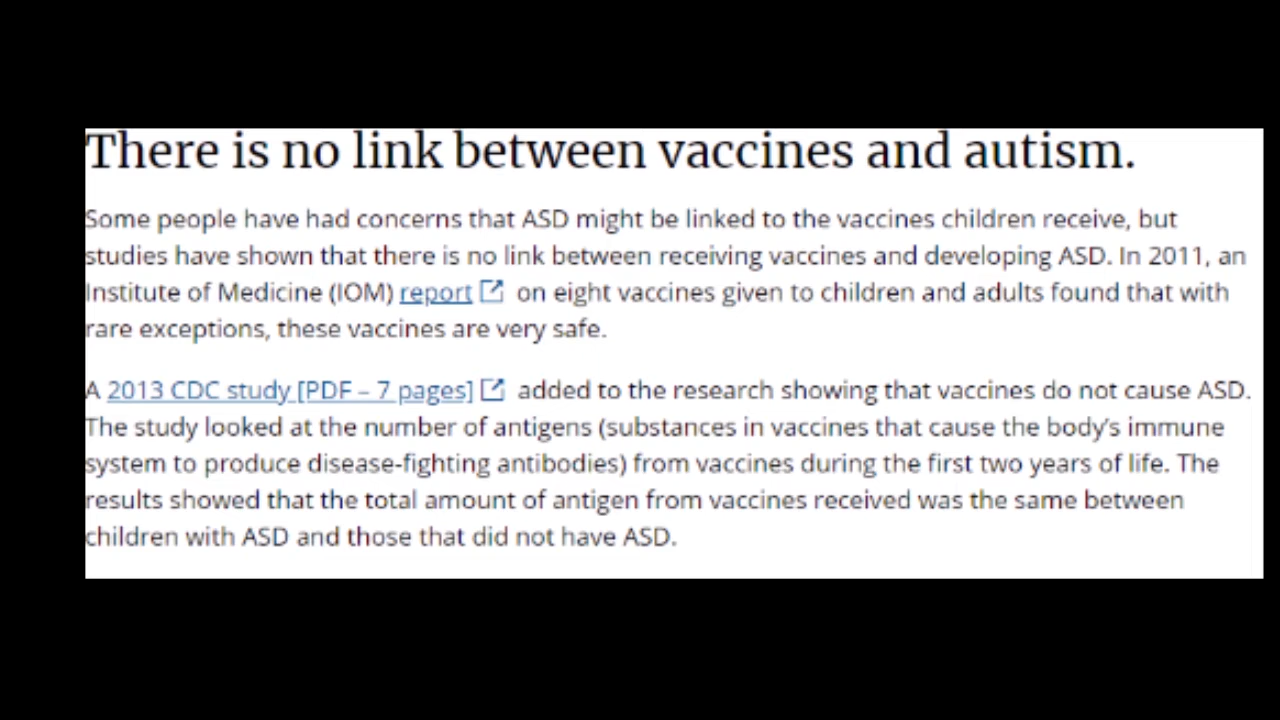 There is no link between vaccines and autism.
Some people have had concerns that ASD might be linked to the vaccines children receive, but
studies have shown that there is no link between receiving vaccines and developing ASD. In 2011, an
Institute of Medicine (IOM) report on eight vaccines given to children and adults found that with
rare exceptions, these vaccines are very safe.
A 2013 CDC study [PDF – 7 pages] added to the research showing that vaccines do not cause ASD.
The study looked at the number of antigens (substances in vaccines that cause the body’s immune
system to produce disease-fighting antibodies) from vaccines during the first two years of life. The
results showed that the total amount of antigen from vaccines received was the same between
children with ASD and those that did not have ASD.